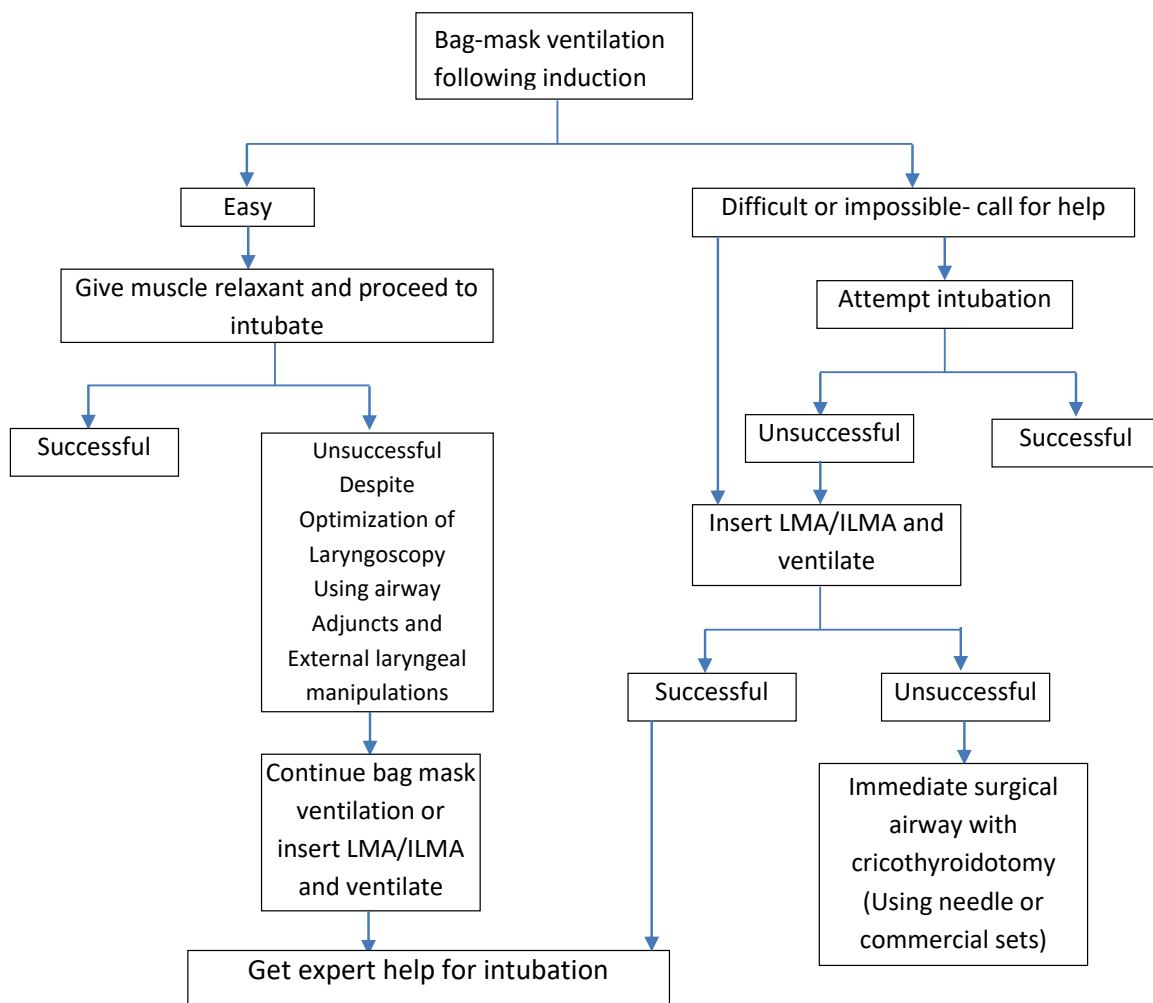 Bag-mask ventilation
following induction
Easy
Difficult or impossible- call for help
Give muscle relaxant and proceed to
intubate
Attempt intubation
Successful
Unsuccessful
Despite
Optimization of
Laryngoscopy
Using airway
Adjuncts and
External laryngeal
manipulations
Unsuccessful
Successful
Insert LMA/ILMA and
ventilate
Successful
Unsuccessful
Continue bag mask
ventilation or
insert LMA/ILMA
and ventilate
Immediate surgical
airway with
cricothyroidotomy
(Using needle or
commercial sets)
Get expert help for intubation